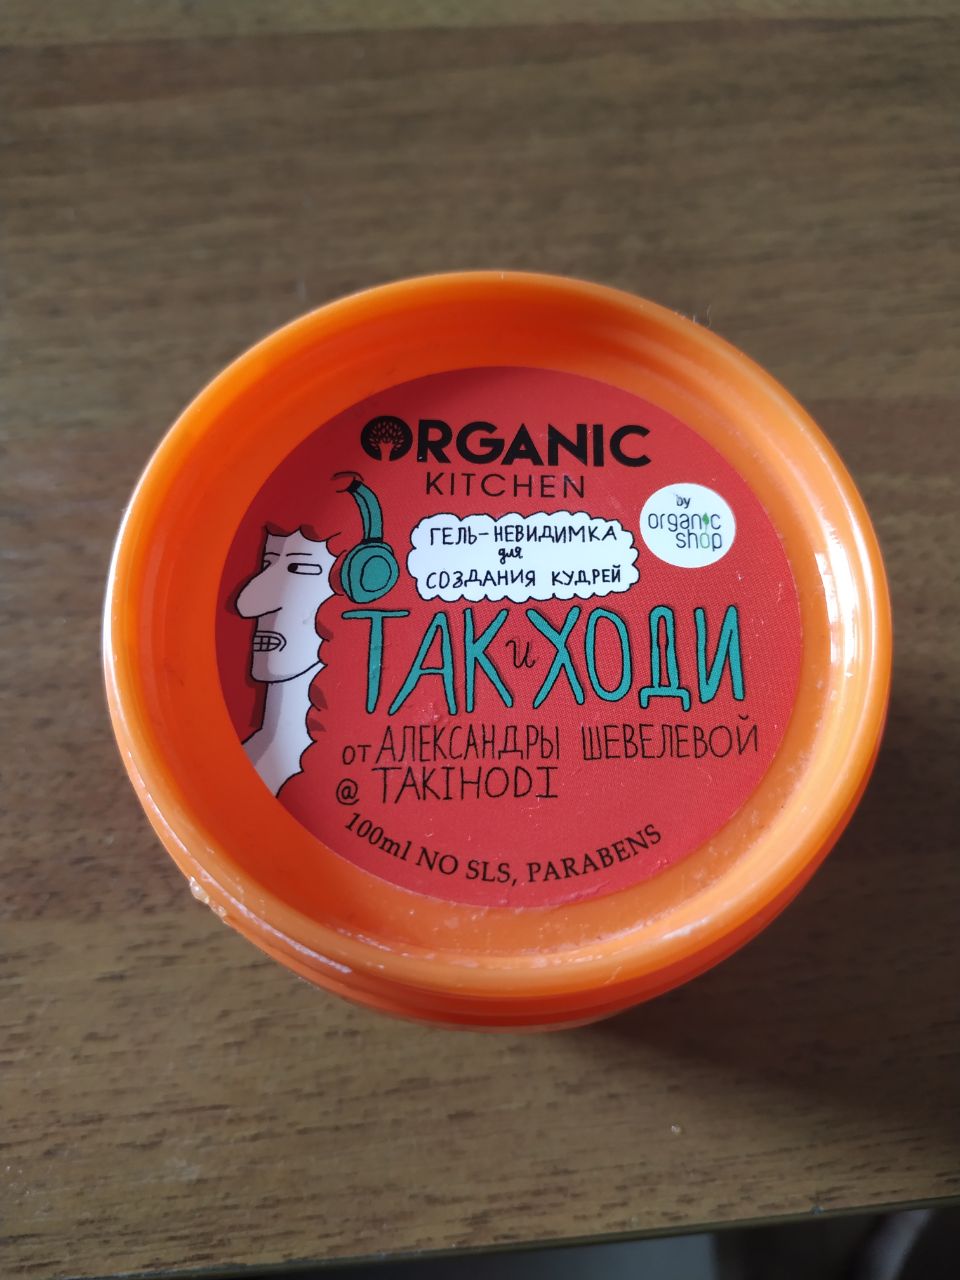 ORGANIC
KITCHEN
by
organic
shop
ГЕЛЬ-НЕВИДИМКА
для
СОЗДАНИЯ КУДРЕЙ
ТАК и ХОДИ
от АЛЕКСАНДРЫ ШЕВЕЛЕВОЙ
@ TAKIHODI
100ml NO SLS, PARABENS